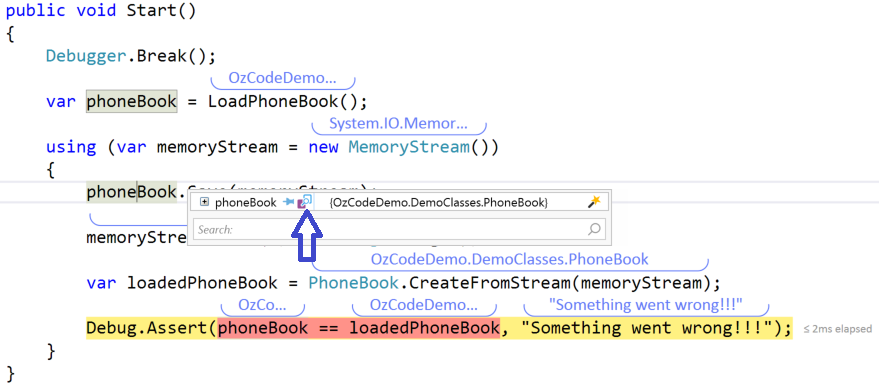 public void Start()
{
Debugger.Break();
OzCodeDemo...
var phoneBook = LoadPhoneBook();
System.IO.Memor...
using (var memoryStream = new MemoryStream())
{
phoneBook.Save(memoryStream);
phoneBook {OzCodeDemo.DemoClasses.PhoneBook}
Search:
memoryStre
OzCodeDemo.DemoClasses.PhoneBook
var loadedPhoneBook = PhoneBook.CreateFromStream(memoryStream);
OzCo... OzCodeDemo... "Something went wrong!!!"
Debug.Assert(phoneBook == loadedPhoneBook, "Something went wrong!!!"); ≤ 2ms elapsed
}
}